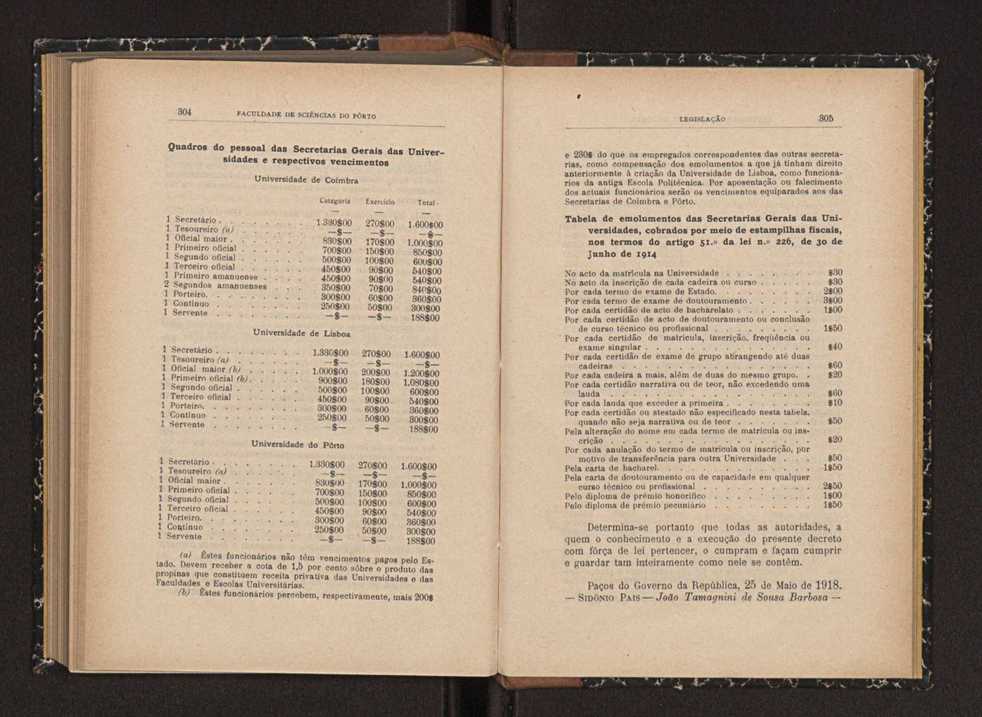 304 FACULDADE DE SCIÊNCIAS DO PÔRTO
Quadros do pessoal das Secretarias Gerais das Univer-
sidades e respectivos vencimentos
Universidade de Coimbra
Categoria Exercício Total
— — —
1 Secretário . . . . . . . . 1.330$00 270$00 1.600$00
1 Tesoureiro (a) . . . . . . —$— —$— —$—
1 Oficial maior . . . . . . . 830$00 170$00 1.000$00
1 Primeiro oficial . . . . . . 700$00 150$00 850$00
1 Segundo oficial . . . . . . 500$00 100$00 600$00
1 Terceiro oficial . . . . . . 450$00 90$00 540$00
1 Primeiro amanuense . . . . . 450$00 90$00 540$00
2 Segundos amanuenses . . . . 350$00 70$00 840$00
1 Porteiro. . . . . . . . . 300$00 60$00 360$00
1 Contínuo . . . . . . . . 250$00 50$00 300$00
1 Servente . . . . . . . . —$— —$— 188$00
Universidade de Lisboa
1 Secretário . . . . . . . . 1.330$00 270$00 1.600$00
1 Tesoureiro (a) . . . . . . —$— —$— —$—
1 Oficial maior (b) . . . . . 1.000$00 200$00 1.200$00
1 Primeiro oficial (b) . . . . . 900$00 180$00 1.080$00
1 Segundo oficial . . . . . . 500$00 100$00 600$00
1 Terceiro oficial . . . . . . 450$00 90$00 540$00
1 Porteiro. . . . . . . . . 300$00 60$00 360$00
1 Contínuo . . . . . . . . 250$00 50$00 300$00
1 Servente . . . . . . . . —$— —$— 188$00
Universidade do Pôrto
1 Secretário . . . . . . . . 1.330$00 270$00 1.600$00
1 Tesoureiro (a) . . . . . . —$— —$— —$—
1 Oficial maior . . . . . . . 830$00 170$00 1.000$00
1 Primeiro oficial . . . . . . 700$00 150$00 850$00
1 Segundo oficial . . . . . . 500$00 100$00 600$00
1 Terceiro oficial . . . . . . 450$00 90$00 540$00
1 Porteiro. . . . . . . . . 300$00 60$00 360$00
1 Contínuo . . . . . . . . 250$00 50$00 300$00
1 Servente . . . . . . . . —$— —$— 188$00
(a) Êstes funcionários não têm vencimentos pagos pelo Es-
tado. Devem receber a cota de 1,5 por cento sôbre o produto das
propinas que constituem receita privativa das Universidades e das
Faculdades e Escolas Universitárias.
(b) Êstes funcionários percebem, respectivamente, mais 200$
LEGISLAÇÃO 305
e 230$ do que os empregados correspondentes das outras secreta-
rias, como compensação dos emolumentos a que já tinham direito
anteriormente à criação da Universidade de Lisboa, como funcioná-
rios da antiga Escola Politécnica. Por aposentação ou falecimento
dos actuais funcionários serão os vencimentos equiparados aos das
Secretarias de Coimbra e Pôrto.
Tabela de emolumentos das Secretarias Gerais das Uni-
versidades, cobrados por meio de estampilhas fiscais,
nos termos do artigo 51.º da lei n.º 226, de 30 de
Junho de 1914
No acto da matrícula na Universidade . . . . . . . $30
No acto da inscrição de cada cadeira ou curso . . . . . $30
Por cada termo de exame de Estado. . . . . . . . 2$00
Por cada termo de exame de doutouramento . . . . . 3$00
Por cada certidão de acto de bacharelato . . . . . . 1$00
Por cada certidão de acto de doutouramento ou conclusão
de curso técnico ou profissional . . . . . . . . 1$50
Por cada certidão de matrícula, inscrição, freqüência ou
exame singular . . . . . . . . . . . . . $40
Por cada certidão de exame de grupo abrangendo até duas
cadeiras . . . . . . . . . . . . . . $60
Por cada cadeira a mais, além de duas do mesmo grupo. . $20
Por cada certidão narrativa ou de teor, não excedendo uma
lauda . . . . . . . . . . . . . . . $60
Por cada lauda que exceder a primeira . . . . . . . $10
Por cada certidão ou atestado não especificado nesta tabela,
quando não seja narrativa ou de teor . . . . . . $50
Pela alteração do nome em cada termo de matrícula ou ins-
crição . . . . . . . . . . . . . . . $20
Por cada anulação do termo de matrícula ou inscrição, por
motivo de transferência para outra Universidade . . . $50
Pela carta de bacharel. . . . . . . . . . . . 1$50
Pela carta de doutouramento ou de capacidade em qualquer
curso técnico ou profissional . . . . . . . . . 2$50
Pelo diploma de prémio honorífico . . . . . . . . 1$00
Pelo diploma de prémio pecuniário . . . . . . . . 1$50
Determina-se portanto que todas as autoridades, a
quem o conhecimento e a execução do presente decreto
com fôrça de lei pertencer, o cumpram e façam cumprir
e guardar tam inteiramente como nele se contêm.
Paços do Governo da República, 25 de Maio de 1918.
— SIDÓNIO PAIS — João Tamagnini de Sousa Barbosa —